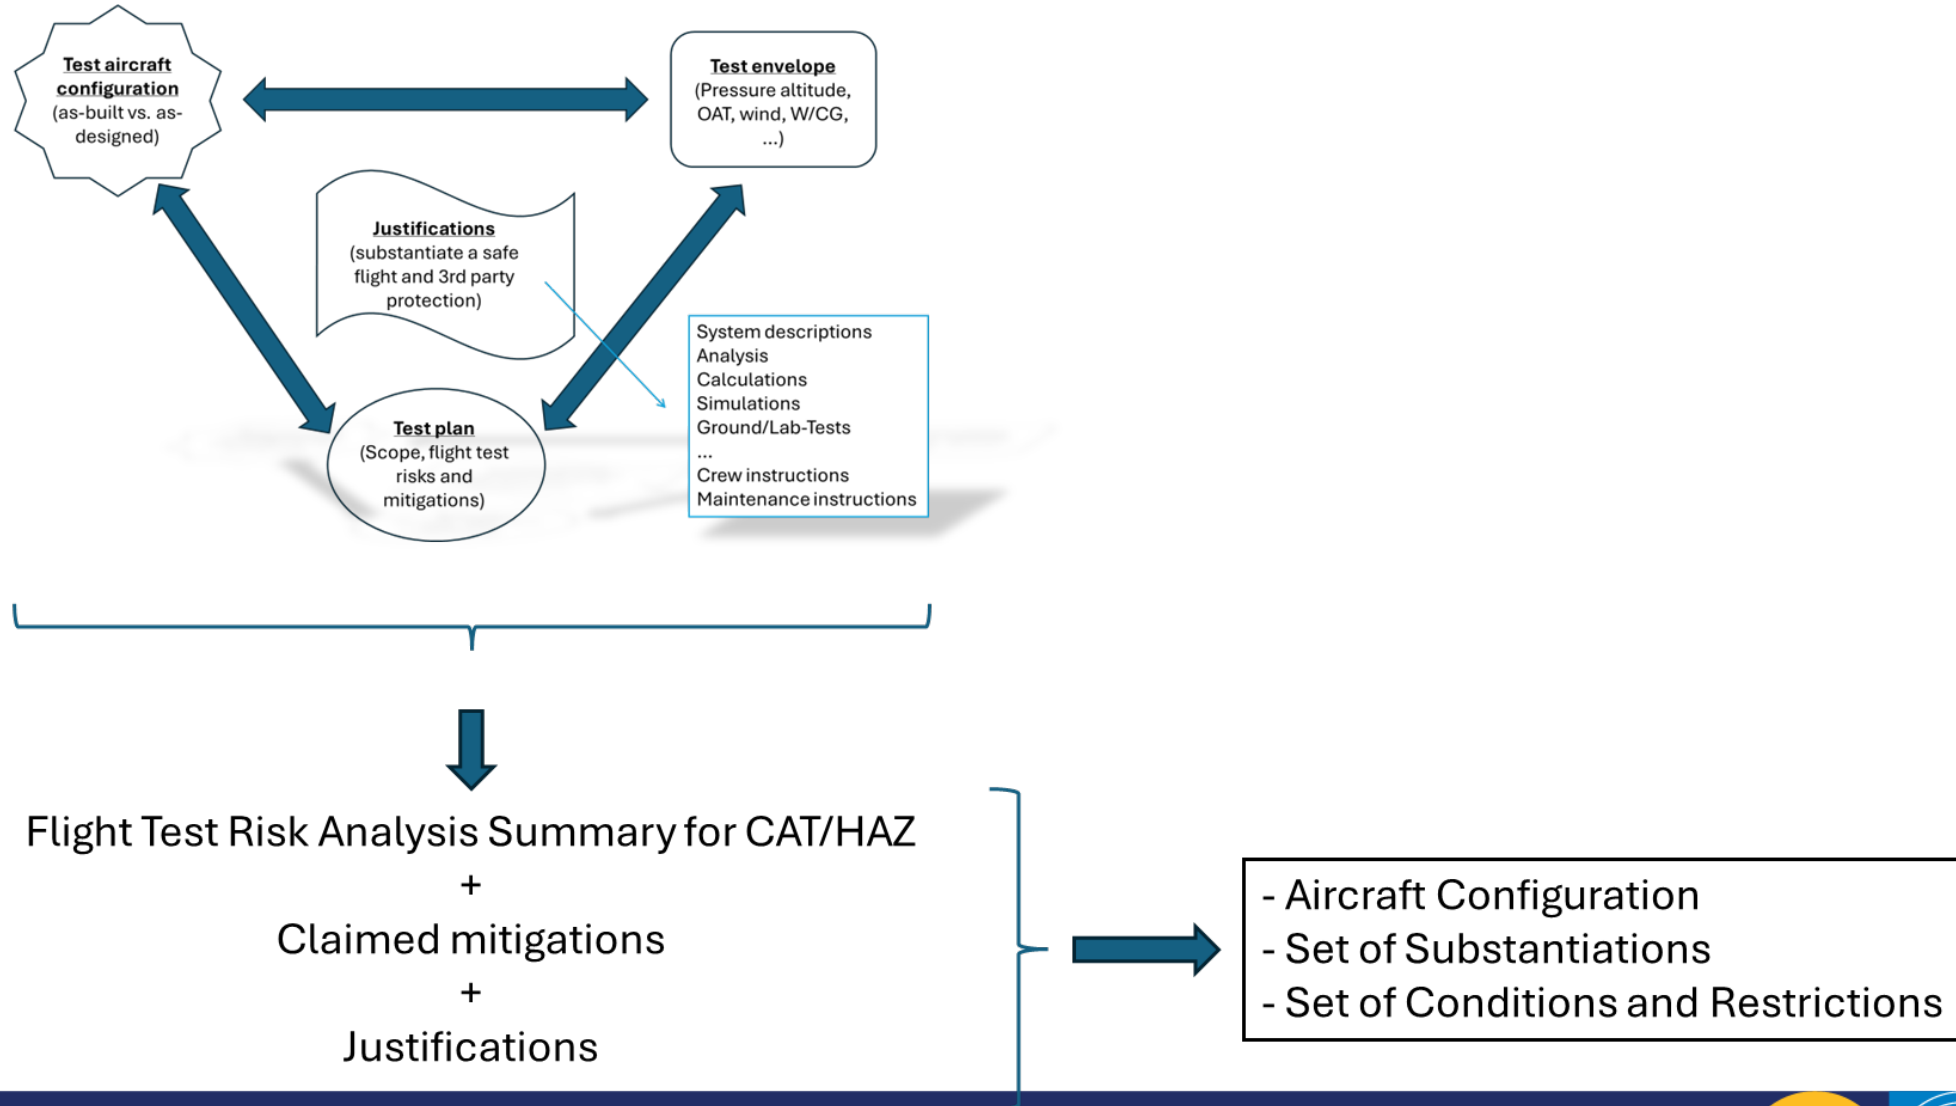 Test aircraft
configuration
(as-built vs. as-
designed)
Test envelope
(Pressure altitude,
OAT, wind, W/CG,
...)
Justifications
(substantiate a safe
flight and 3rd party
protection)
System descriptions
Analysis
Calculations
Simulations
Ground/Lab-Tests
...
Crew instructions
Maintenance instructions
Test plan
(Scope, flight test
risks and
mitigations)
Flight Test Risk Analysis Summary for CAT/HAZ
+
Claimed mitigations
+
Justifications
- Aircraft Configuration
- Set of Substantiations
- Set of Conditions and Restrictions